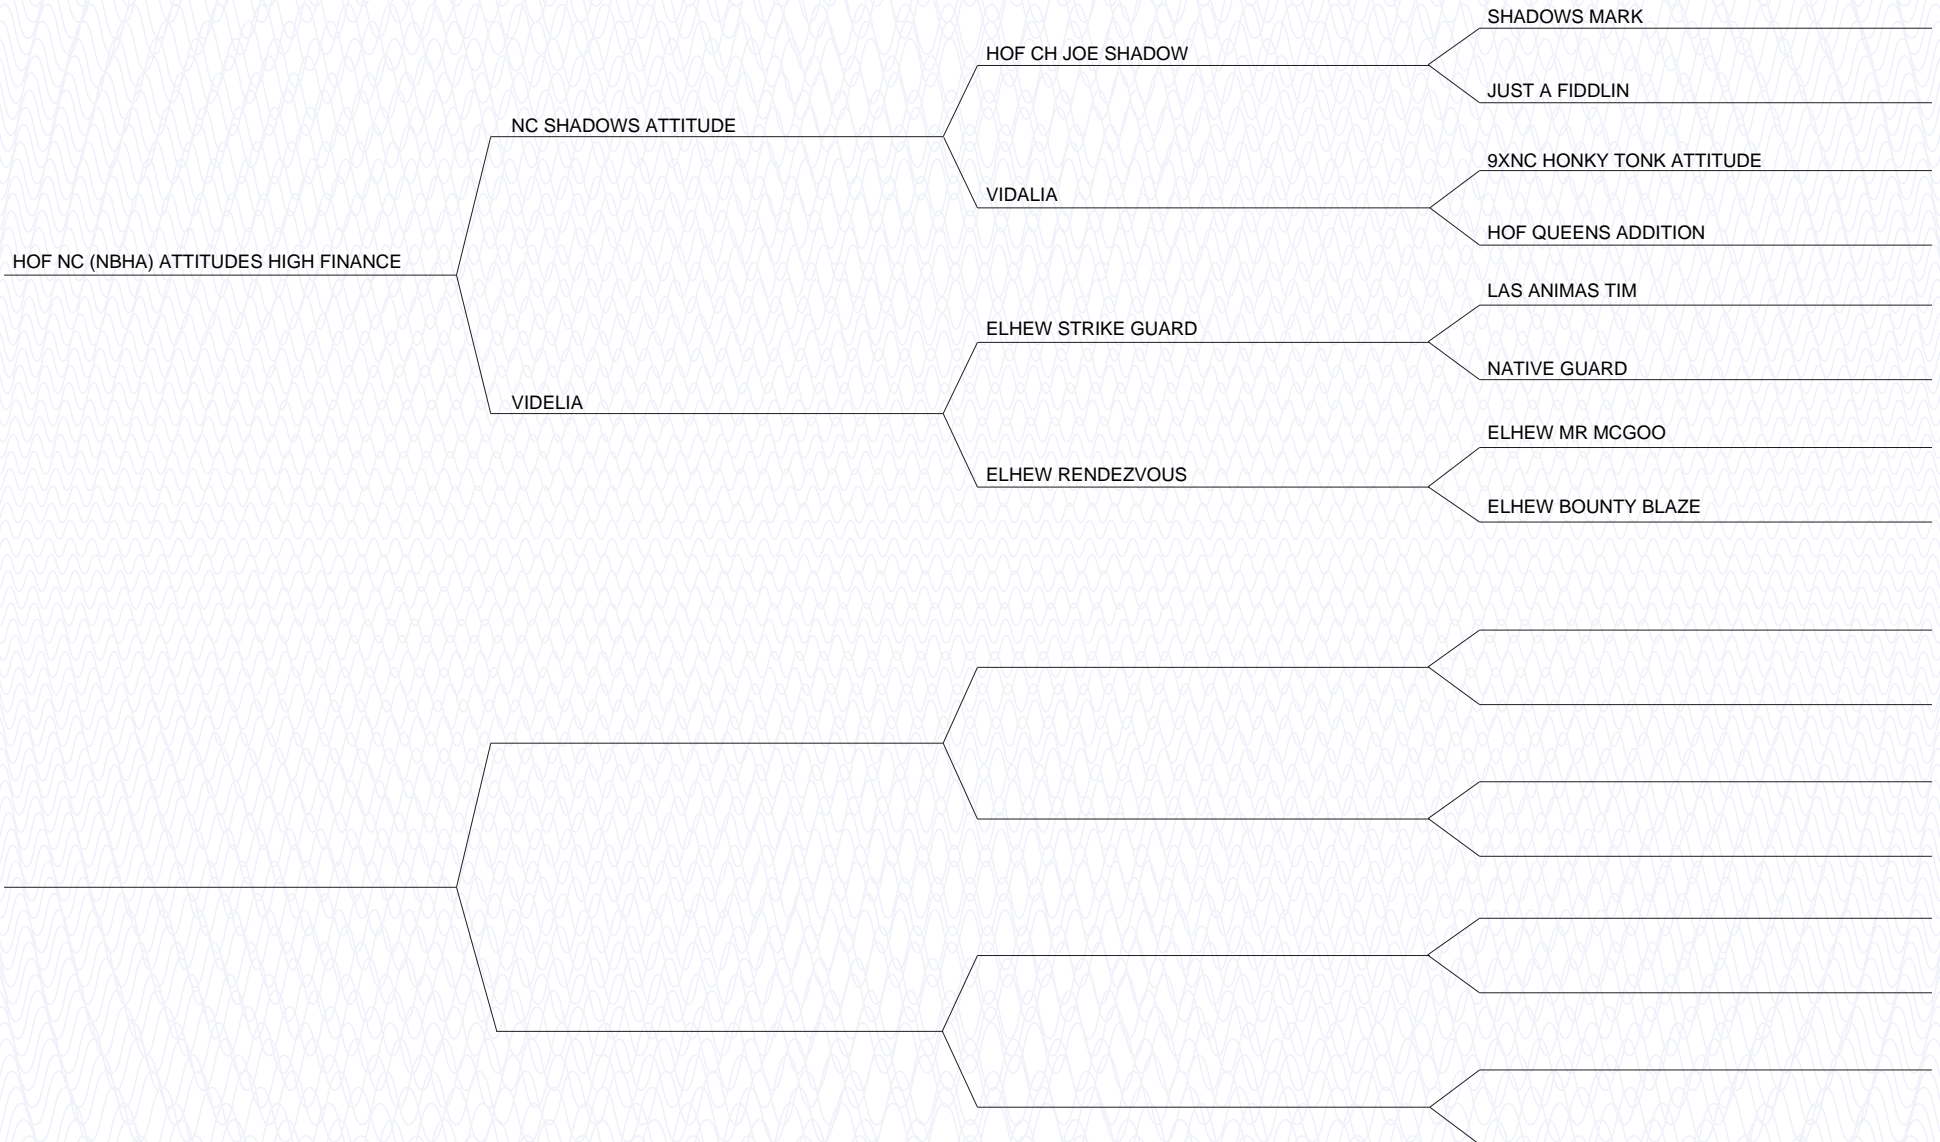 SHADOWS MARK
HOF CH JOE SHADOW
JUST A FIDDLIN
NC SHADOWS ATTITUDE
9XNC HONKY TONK ATTITUDE
VIDALIA
HOF QUEENS ADDITION
HOF NC (NBHA) ATTITUDES HIGH FINANCE
LAS ANIMAS TIM
ELHEW STRIKE GUARD
NATIVE GUARD
VIDELIA
ELHEW MR MCGOO
ELHEW RENDEZVOUS
ELHEW BOUNTY BLAZE